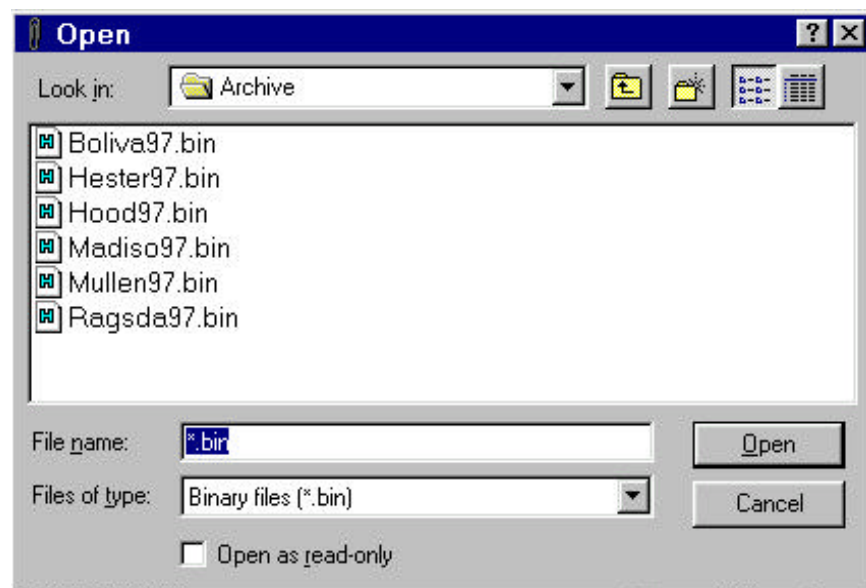 Open
Look in: Archive
Boliva97.bin
Hester97.bin
Hood97.bin
Madiso97.bin
Mullen97.bin
Ragsda97.bin
File name: *.bin Open
Files of type: Binary files (*.bin) Cancel
Open as read-only